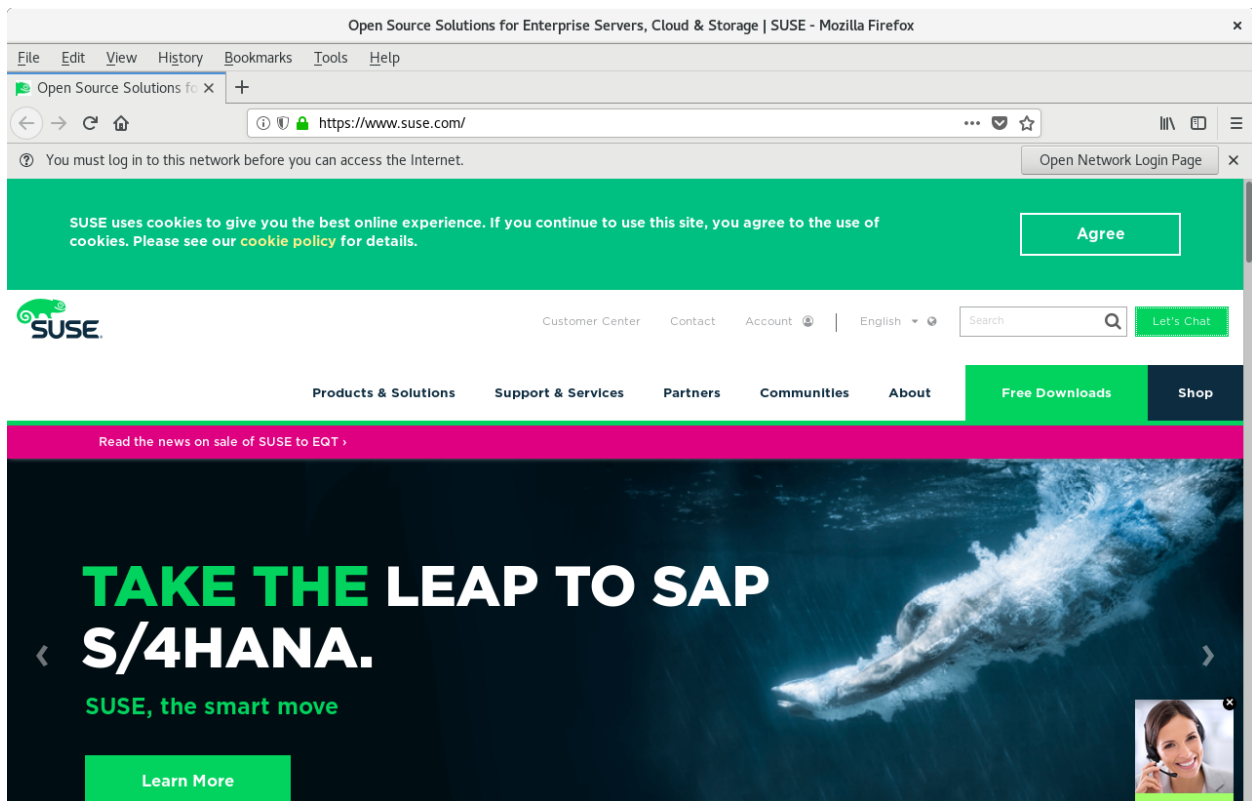 Open Source Solutions for Enterprise Servers, Cloud & Storage | SUSE - Mozilla Firefox
File Edit View History Bookmarks Tools Help
Open Source Solutions fo
https://www.suse.com/
You must log in to this network before you can access the Internet.
Open Network Login Page
SUSE uses cookies to give you the best online experience. If you continue to use this site, you agree to the use of
cookies. Please see our cookie policy for details.
Agree
SUSE.
Customer Center Contact Account | English Search Let's Chat
Products & Solutions Support & Services Partners Communities About Free Downloads Shop
Read the news on sale of SUSE to EQT ›
TAKE THE LEAP TO SAP
S/4HANA.
SUSE, the smart move
Learn More